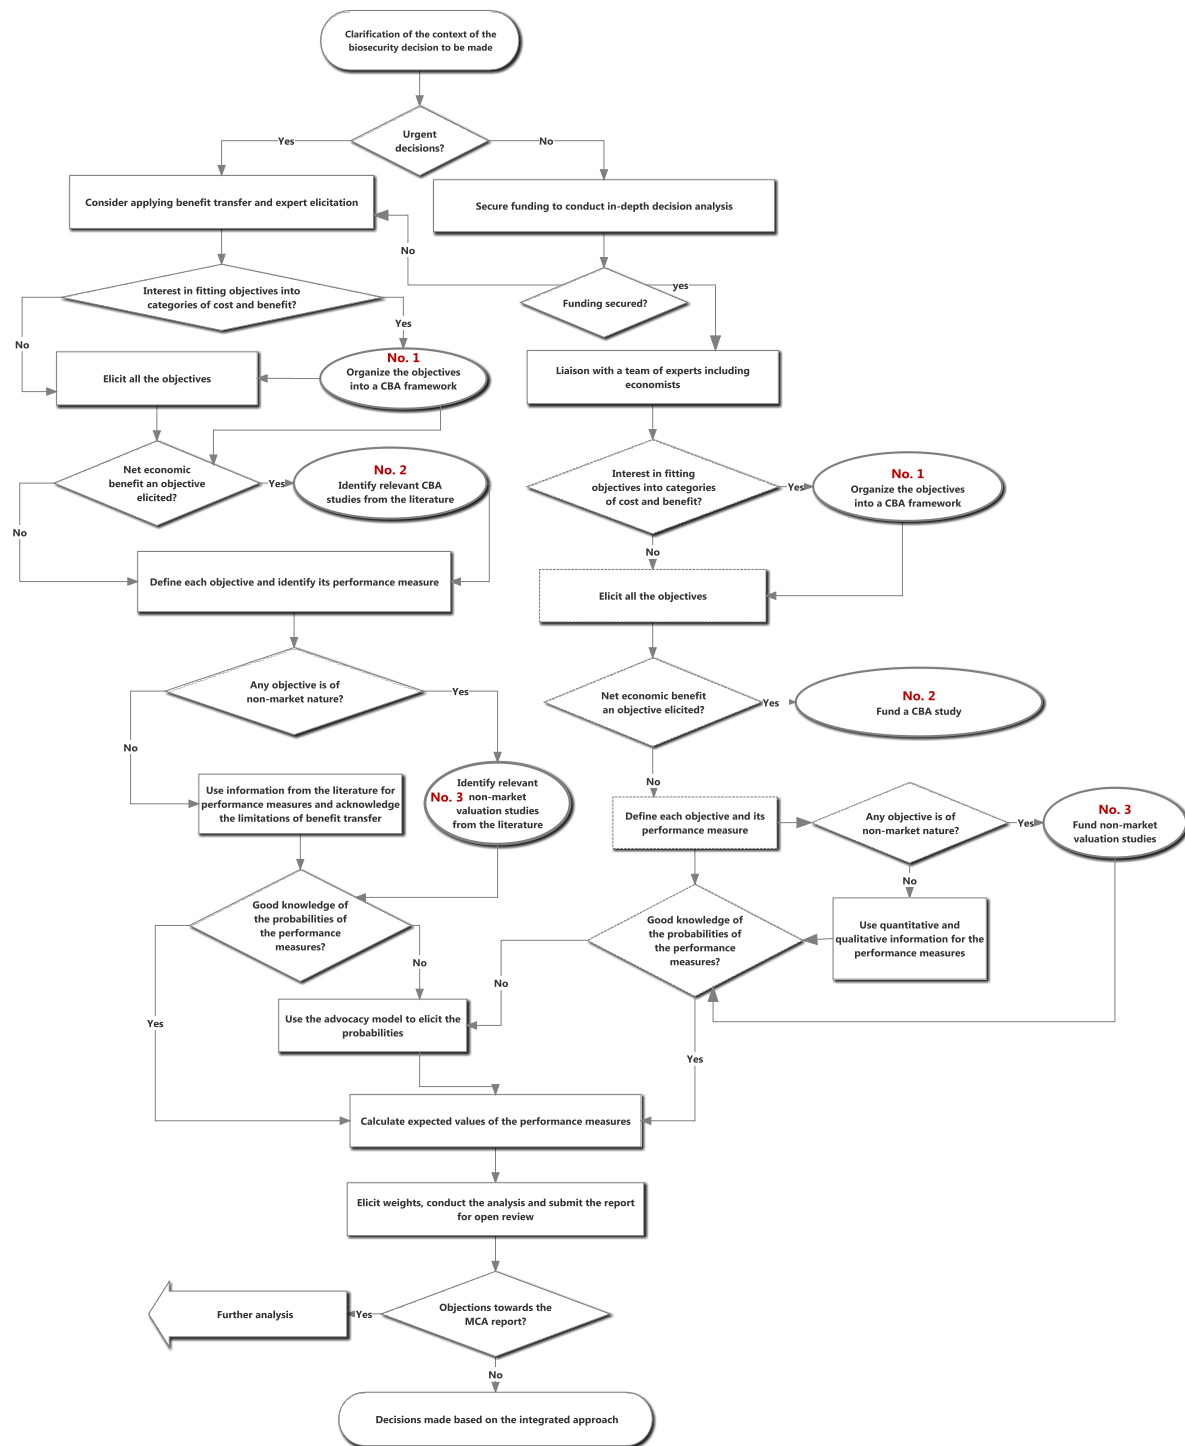 Clarification of the context of the
biosecurity decision to be made
Urgent
decisions?
Yes
No
Consider applying benefit transfer and expert elicitation
Secure funding to conduct in-depth decision analysis
No
Interest in fitting objectives into
categories of cost and benefit?
Funding secured?
yes
Yes
No
No. 1
Organize the objectives
into a CBA framework
Elicit all the objectives
Liaison with a team of experts including
economists
Net economic
benefit an objective
elicited?
Yes
No. 2
Identify relevant CBA
studies from the literature
Interest in fitting
objectives into categories
of cost and benefit?
Yes
No. 1
Organize the objectives
into a CBA framework
No
No
Define each objective and identify its performance measure
Elicit all the objectives
Any objective is of
non-market nature?
Yes
No
Net economic benefit
an objective elicited?
Yes
No. 2
Fund a CBA study
No
Use information from the literature for
performance measures and acknowledge
the limitations of benefit transfer
Identify relevant
No. 3 non-market
valuation studies
from the literature
Define each objective and its
performance measure
Any objective is of
non-market nature?
Yes
No. 3
Fund non-market
valuation studies
No
Good knowledge of
the probabilities of
the performance
measures?
Good knowledge of
the probabilities of
the performance
measures?
Use quantitative and
qualitative information for the
performance measures
No
No
Yes
Use the advocacy model to elicit the
probabilities
Yes
Calculate expected values of the performance measures
Elicit weights, conduct the analysis and submit the report
for open review
Objections towards the
MCA report?
Yes
Further analysis
No
Decisions made based on the integrated approach